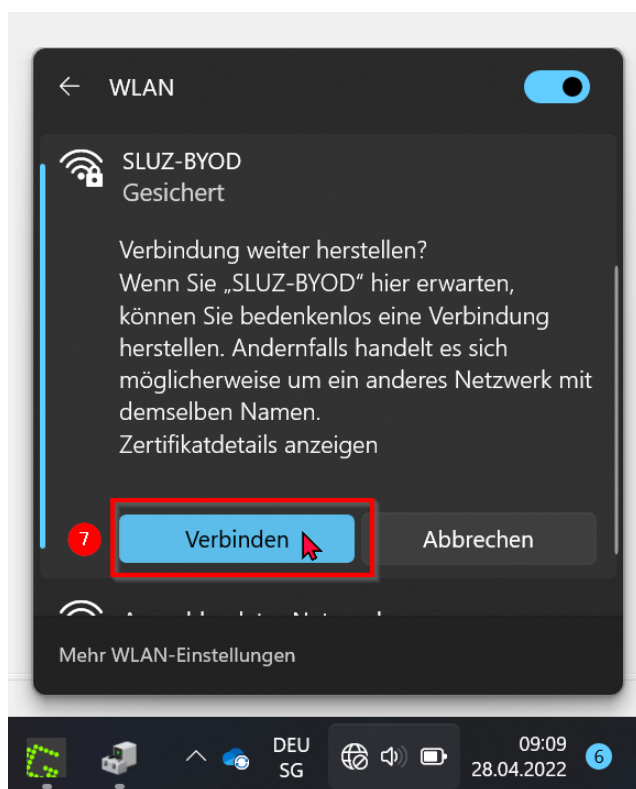 WLAN
SLUZ-BYOD
Gesichert
Verbindung weiter herstellen?
Wenn Sie „SLUZ-BYOD“ hier erwarten,
können Sie bedenkenlos eine Verbindung
herstellen. Andernfalls handelt es sich
möglicherweise um ein anderes Netzwerk mit
demselben Namen.
Zertifikatdetails anzeigen
7 Verbinden Abbrechen
Mehr WLAN-Einstellungen
DEU 09:09
SG 28.04.2022 6